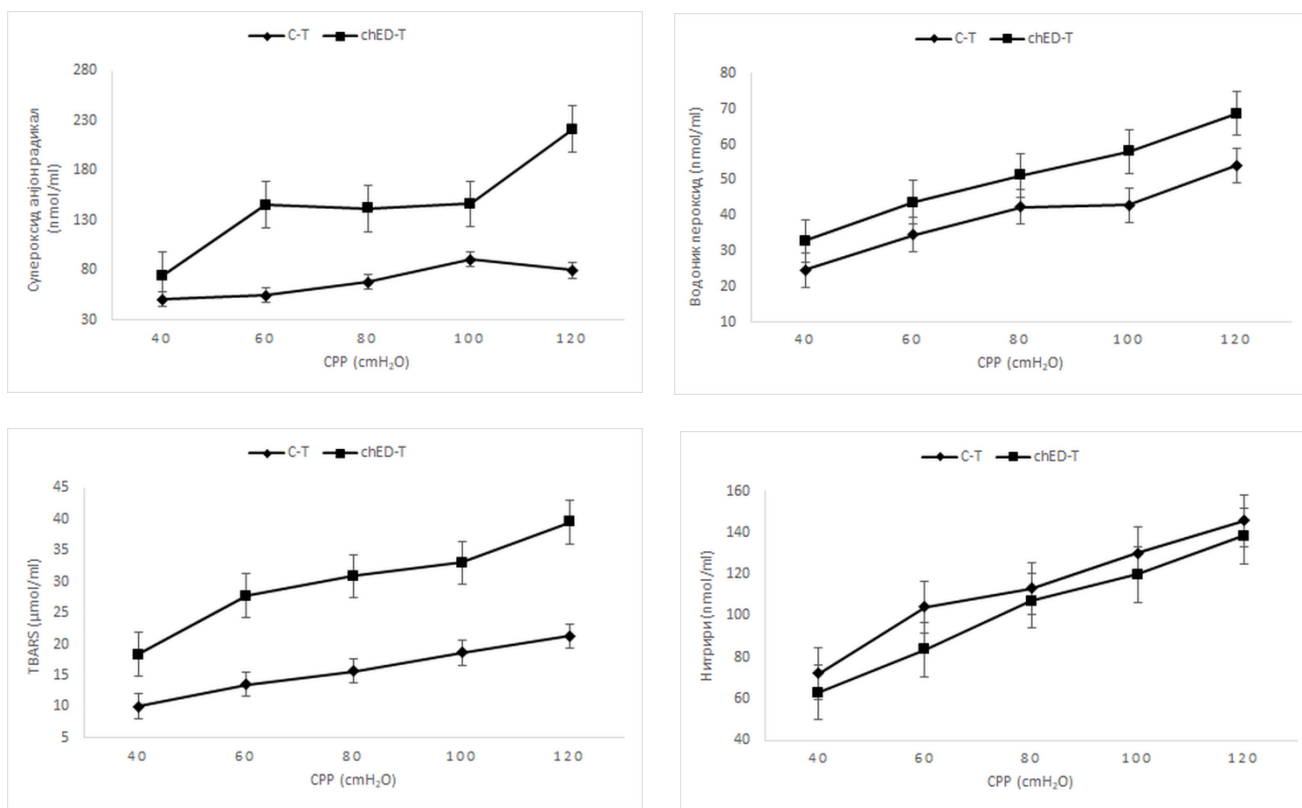 C-T chED-T
Супероксид анјон радикал
(nmol/ml)
280
230
180
130
80
30
40 60 80 100 120
CPP (cmH₂O)
C-T chED-T
Водоник пероксид (nmol/ml)
80
70
60
50
40
30
20
10
40 60 80 100 120
CPP (cmH₂O)
C-T chED-T
TBARS (µmol/ml)
45
40
35
30
25
20
15
10
5
40 60 80 100 120
CPP (cmH₂O)
C-T chED-T
Нитрири (nmol/ml)
160
140
120
100
80
60
40
40 60 80 100 120
CPP (cmH₂O)